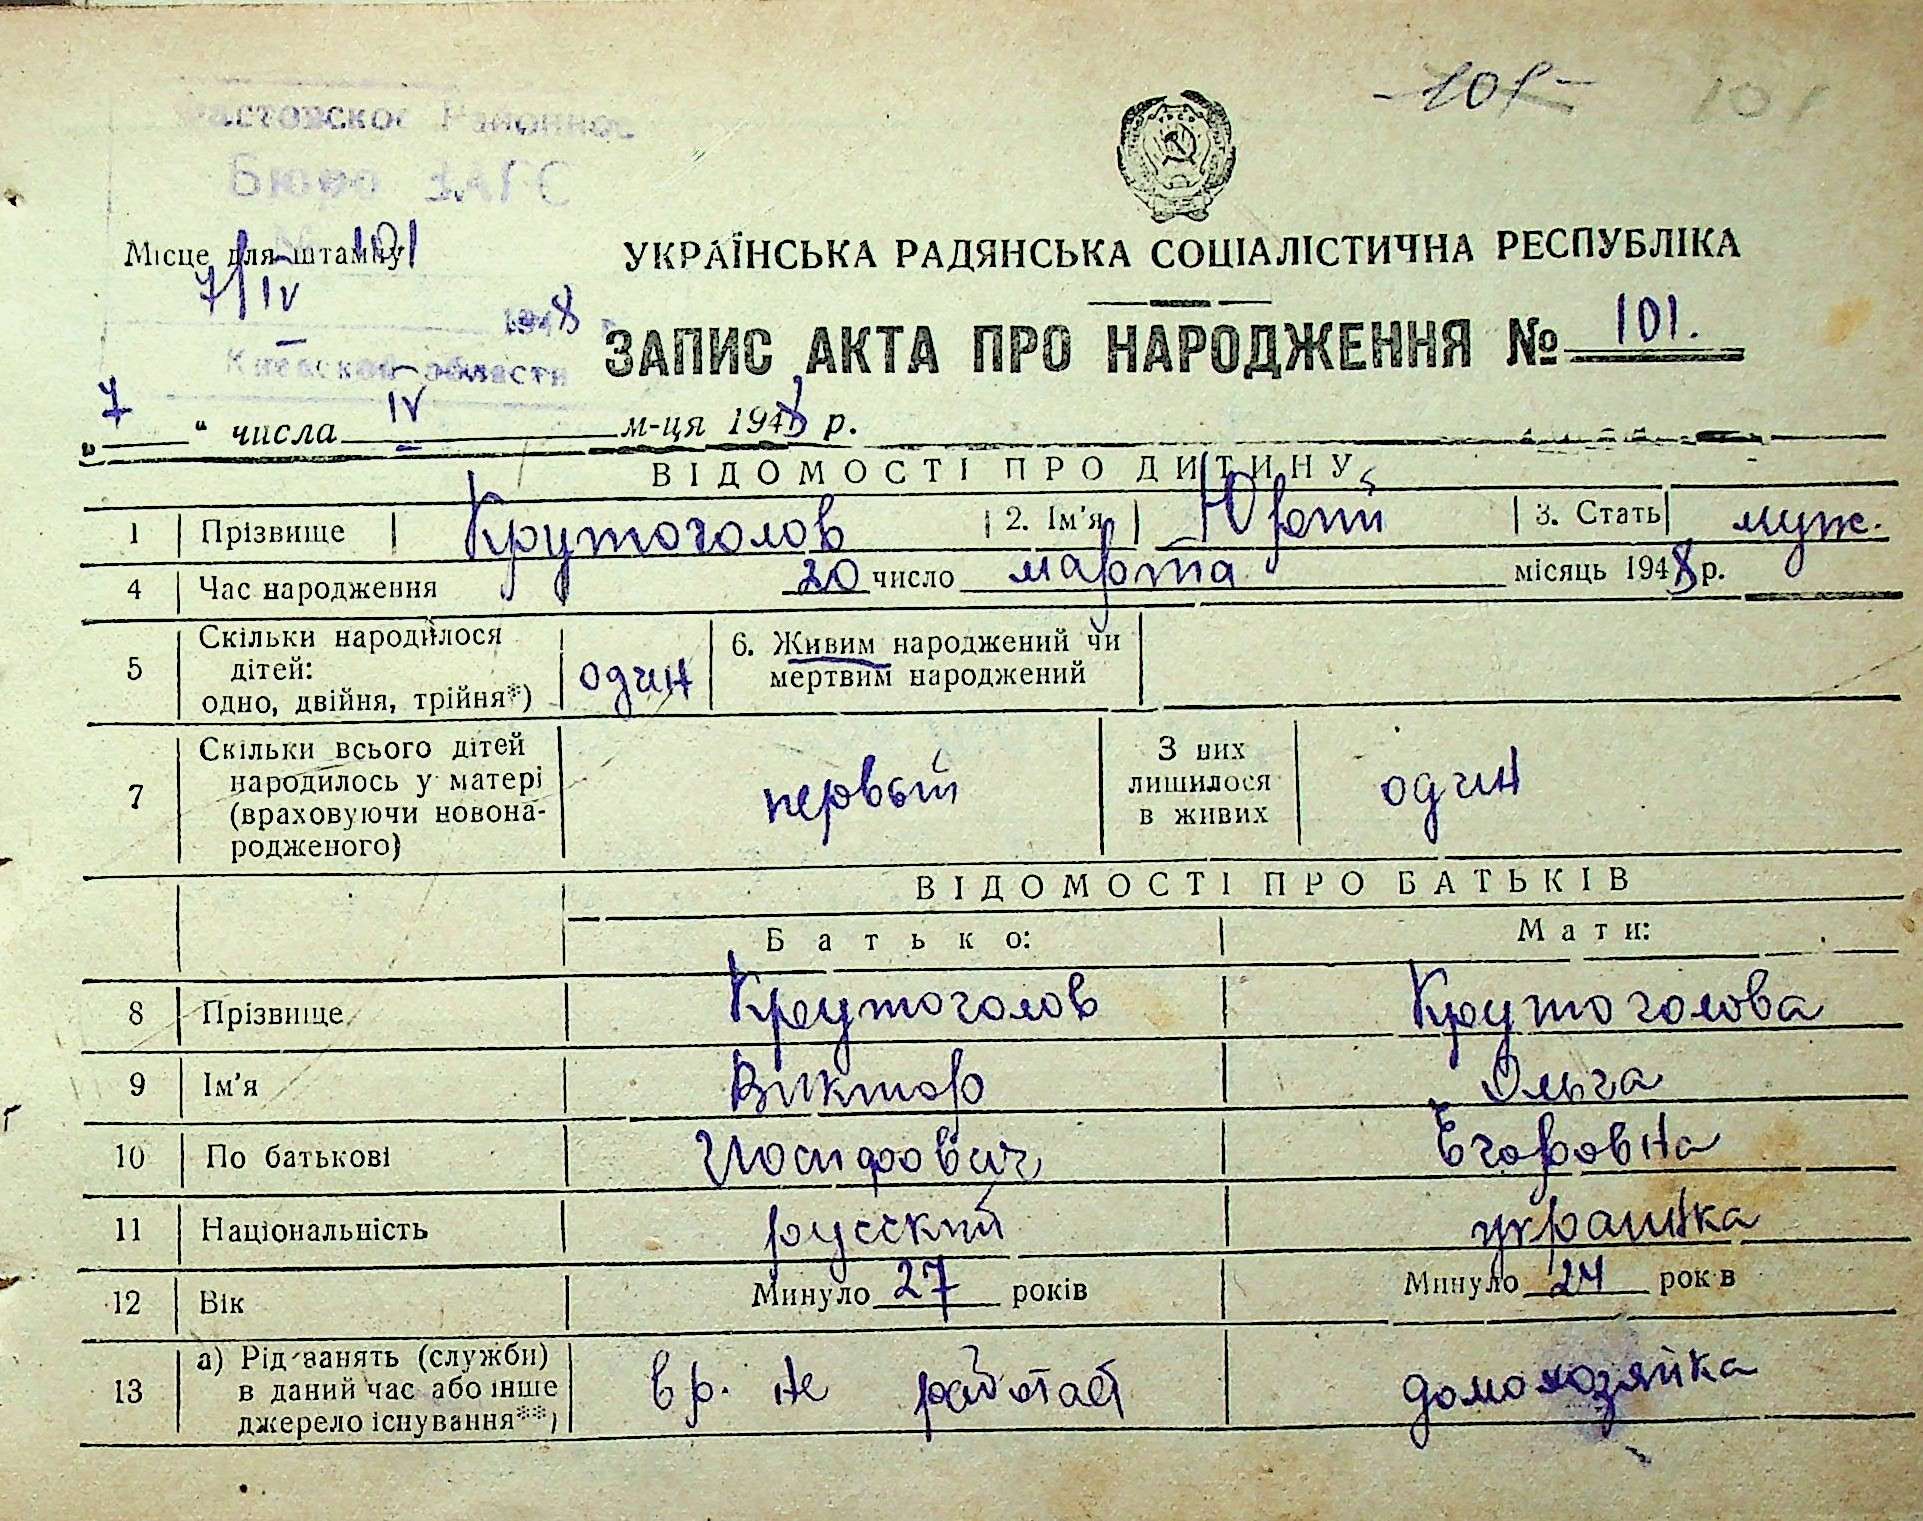 -101- 101
Районное
Бюро ЗАГС
Місце для штампу
101
7/IV 1948
Киевской области
УКРАЇНСЬКА РАДЯНСЬКА СОЦІАЛІСТИЧНА РЕСПУБЛІКА
ЗАПИС АКТА ПРО НАРОДЖЕННЯ № 101.
„7“ числа IV м-ця 1948 р.
ВІДОМОСТІ ПРО ДИТИНУ
1 Прізвище Крутоголов 2. Ім'я Юрий 3. Стать муж.
4 Час народження 20 число марта місяць 1948 р.
5 Скільки народилося дітей: одно, двійня, трійня*) один 6. Живим народжений чи мертвим народжений
7 Скільки всього дітей народилось у матері (враховуючи новонародженого) первый З них лишилося в живих один
ВІДОМОСТІ ПРО БАТЬКІВ
Батько: Мати:
8 Прізвище Крутоголов Крутоголова
9 Ім'я Виктор Ольга
10 По батькові Иосифович Егоровна
11 Національність русский украинка
12 Вік Минуло 27 років Минуло 24 рок в
13 а) Рід занять (служби) в даний час або інше джерело існування**) вр. не работает домохозяйка